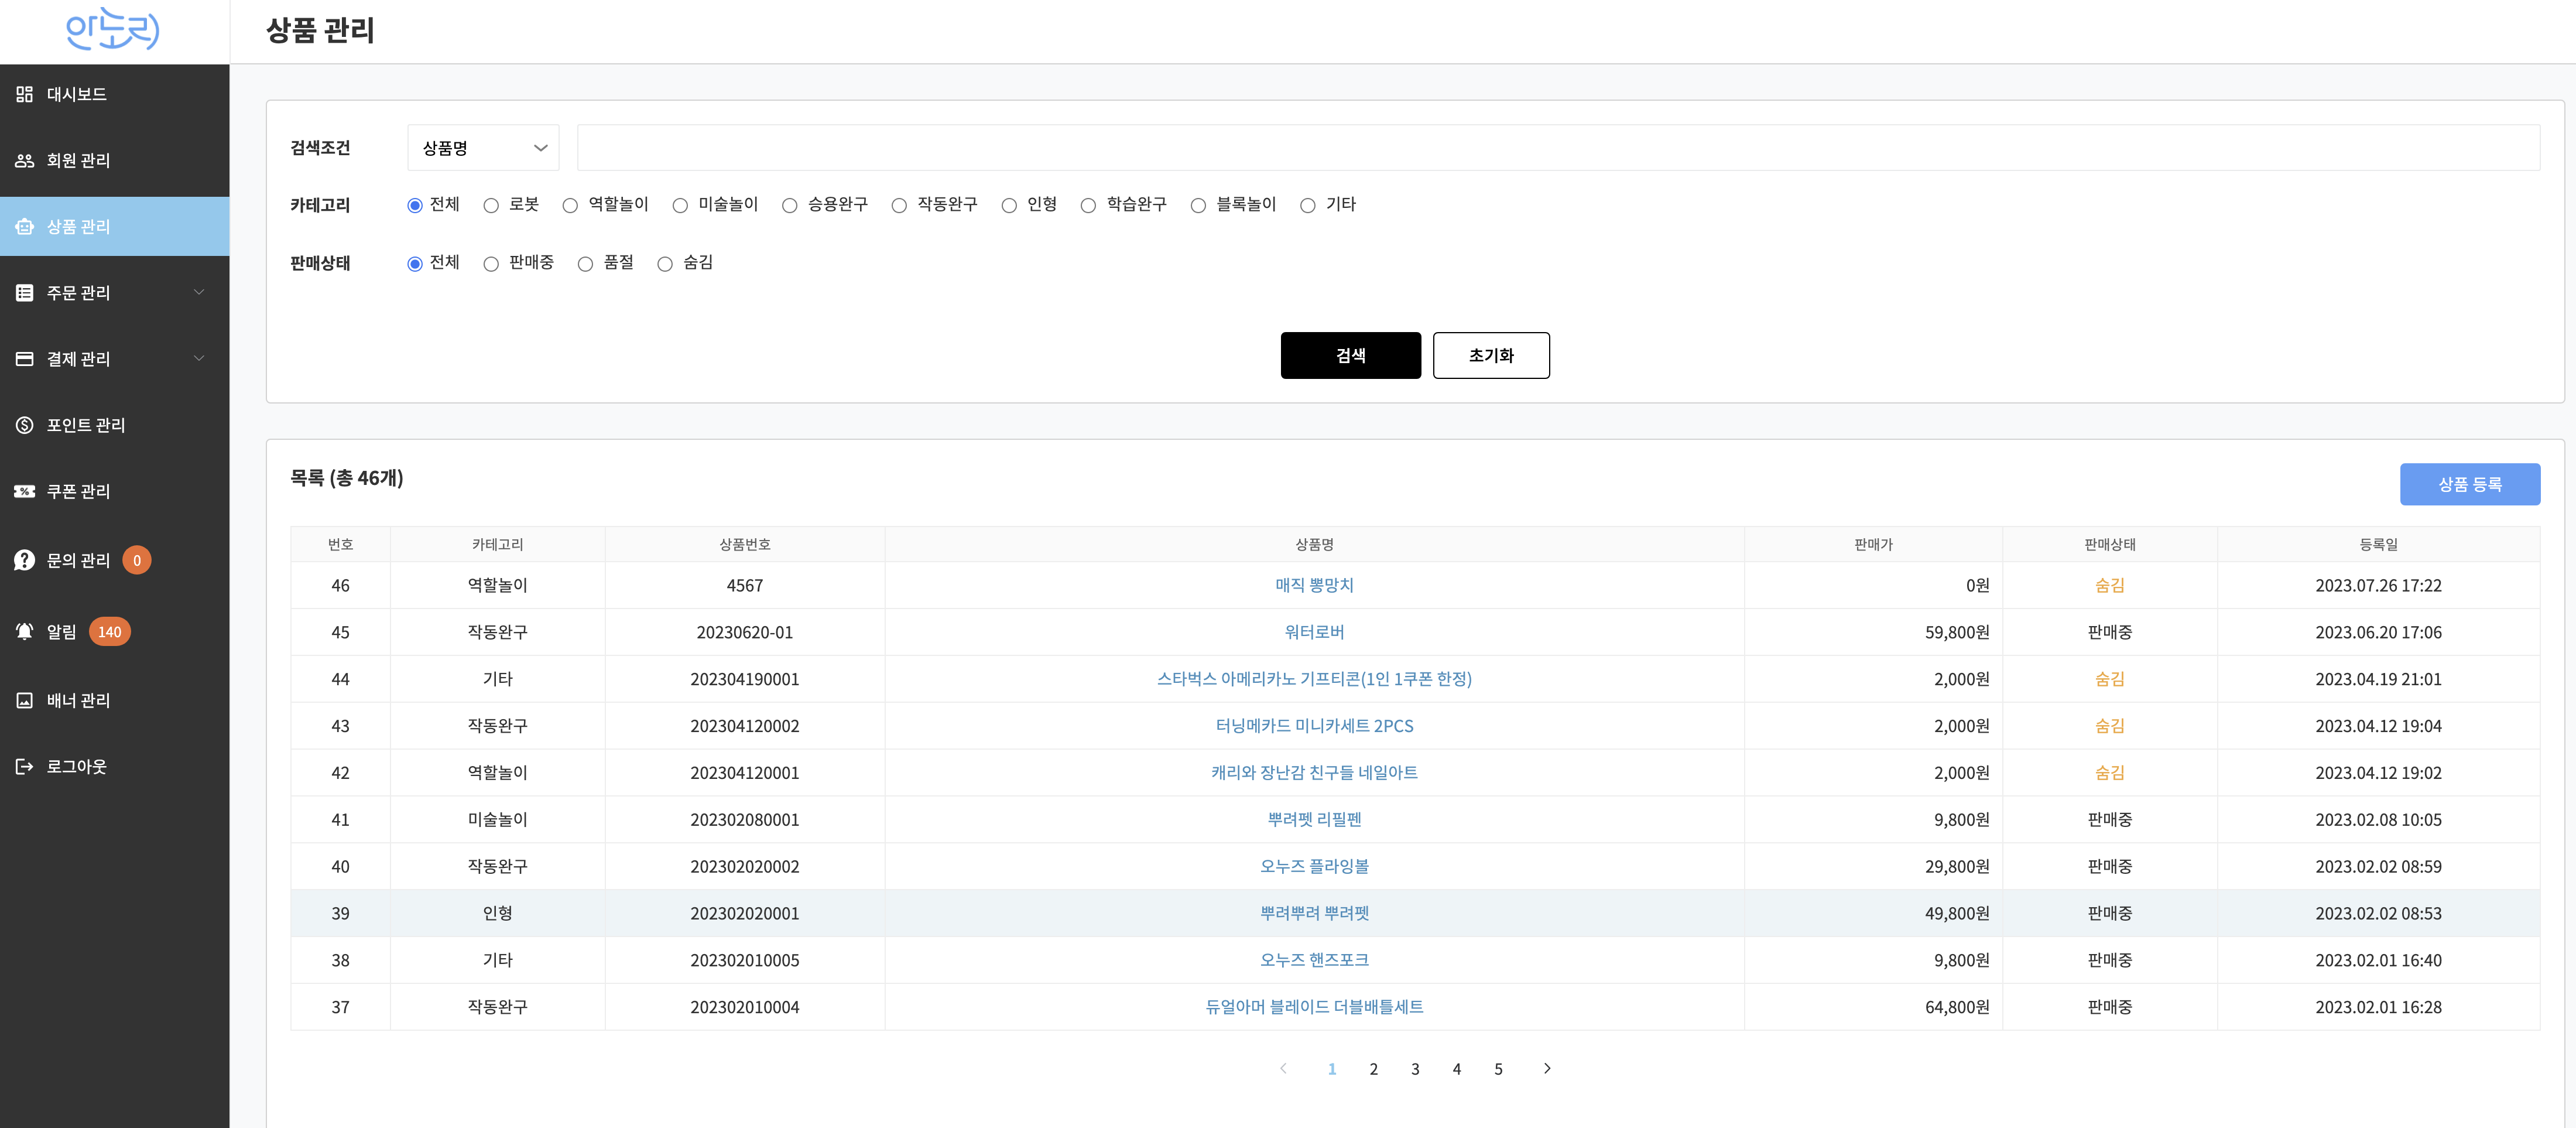 안노리
상품 관리
대시보드
회원 관리
상품 관리
주문 관리
결제 관리
포인트 관리
쿠폰 관리
문의 관리 0
알림 140
배너 관리
로그아웃
검색조건 상품명
카테고리 전체 로봇 역할놀이 미술놀이 승용완구 작동완구 인형 학습완구 블록놀이 기타
판매상태 전체 판매중 품절 숨김
검색 초기화
목록 (총 46개)
상품 등록
번호 카테고리 상품번호 상품명 판매가 판매상태 등록일
46 역할놀이 4567 매직 뽕망치 0원 숨김 2023.07.26 17:22
45 작동완구 20230620-01 워터로버 59,800원 판매중 2023.06.20 17:06
44 기타 202304190001 스타벅스 아메리카노 기프티콘(1인 1쿠폰 한정) 2,000원 숨김 2023.04.19 21:01
43 작동완구 202304120002 터닝메카드 미니카세트 2PCS 2,000원 숨김 2023.04.12 19:04
42 역할놀이 202304120001 캐리와 장난감 친구들 네일아트 2,000원 숨김 2023.04.12 19:02
41 미술놀이 202302080001 뿌려펫 리필펜 9,800원 판매중 2023.02.08 10:05
40 작동완구 202302020002 오누즈 플라잉볼 29,800원 판매중 2023.02.02 08:59
39 인형 202302020001 뿌려뿌려 뿌려펫 49,800원 판매중 2023.02.02 08:53
38 기타 202302010005 오누즈 핸즈포크 9,800원 판매중 2023.02.01 16:40
37 작동완구 202302010004 듀얼아머 블레이드 더블배틀세트 64,800원 판매중 2023.02.01 16:28
1 2 3 4 5